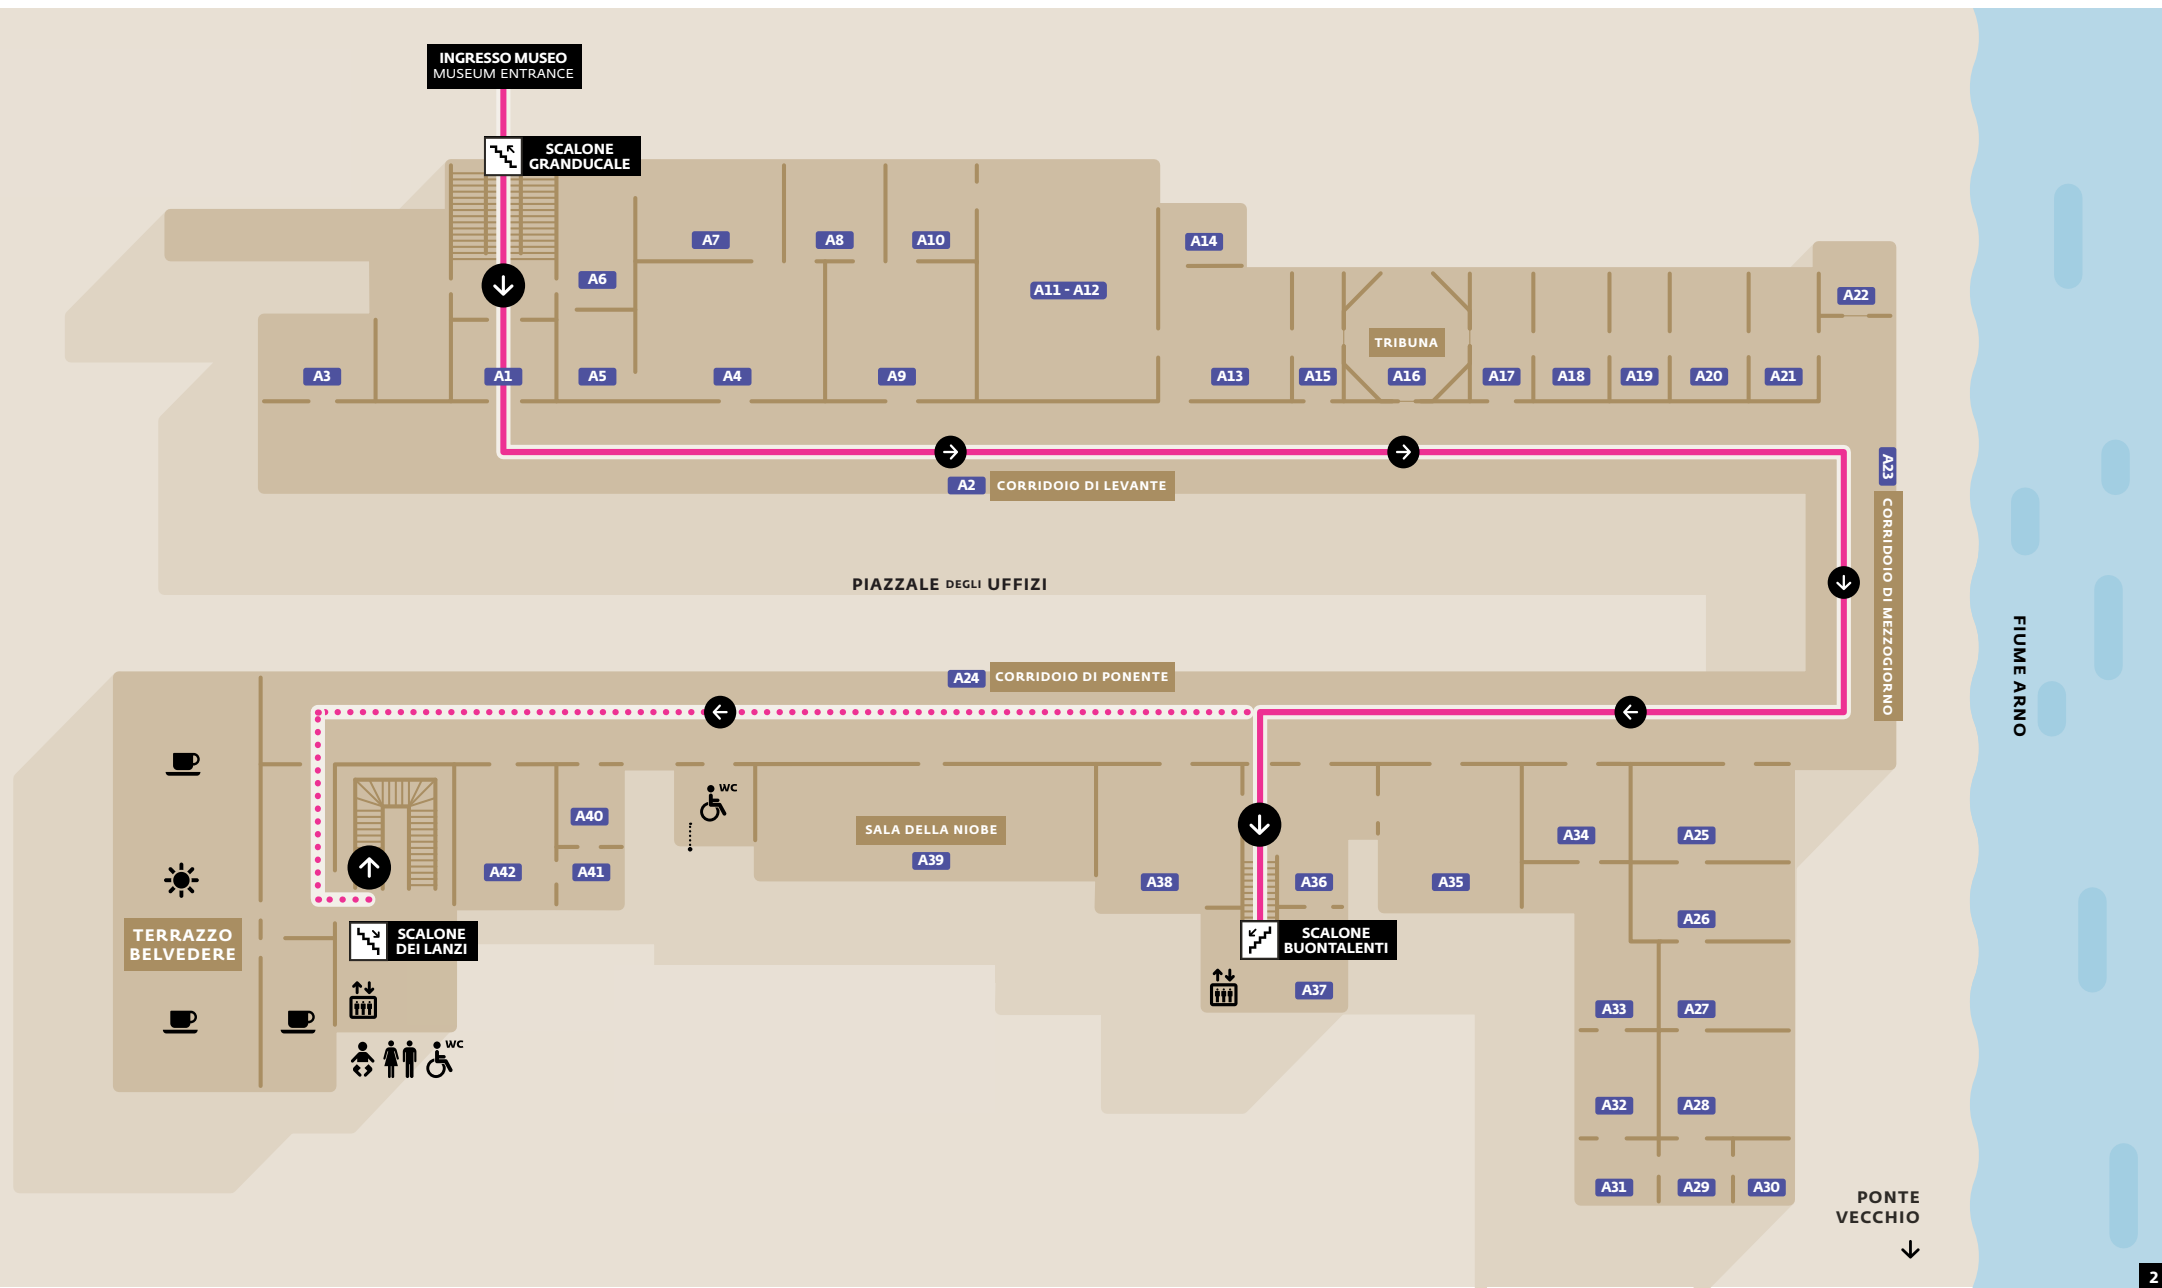 INGRESSO MUSEO
MUSEUM ENTRANCE
SCALONE
GRANDUCALE
A7
A8
A10
A14
A6
A11 - A12
A22
TRIBUNA
A3
A1
A5
A4
A9
A13
A15
A16
A17
A18
A19
A20
A21
A2 CORRIDOIO DI LEVANTE
A23
CORRIDOIO DI MEZZOGIORNO
PIAZZALE DEGLI UFFIZI
FIUME ARNO
A24 CORRIDOIO DI PONENTE
WC
A40
SALA DELLA NIOBE
A39
A34
A25
A42
A41
A38
A36
A35
A26
TERRAZZO
BELVEDERE
SCALONE
DEI LANZI
SCALONE
BUONTALENTI
A37
A33
A27
WC
A32
A28
A31
A29
A30
PONTE
VECCHIO
2